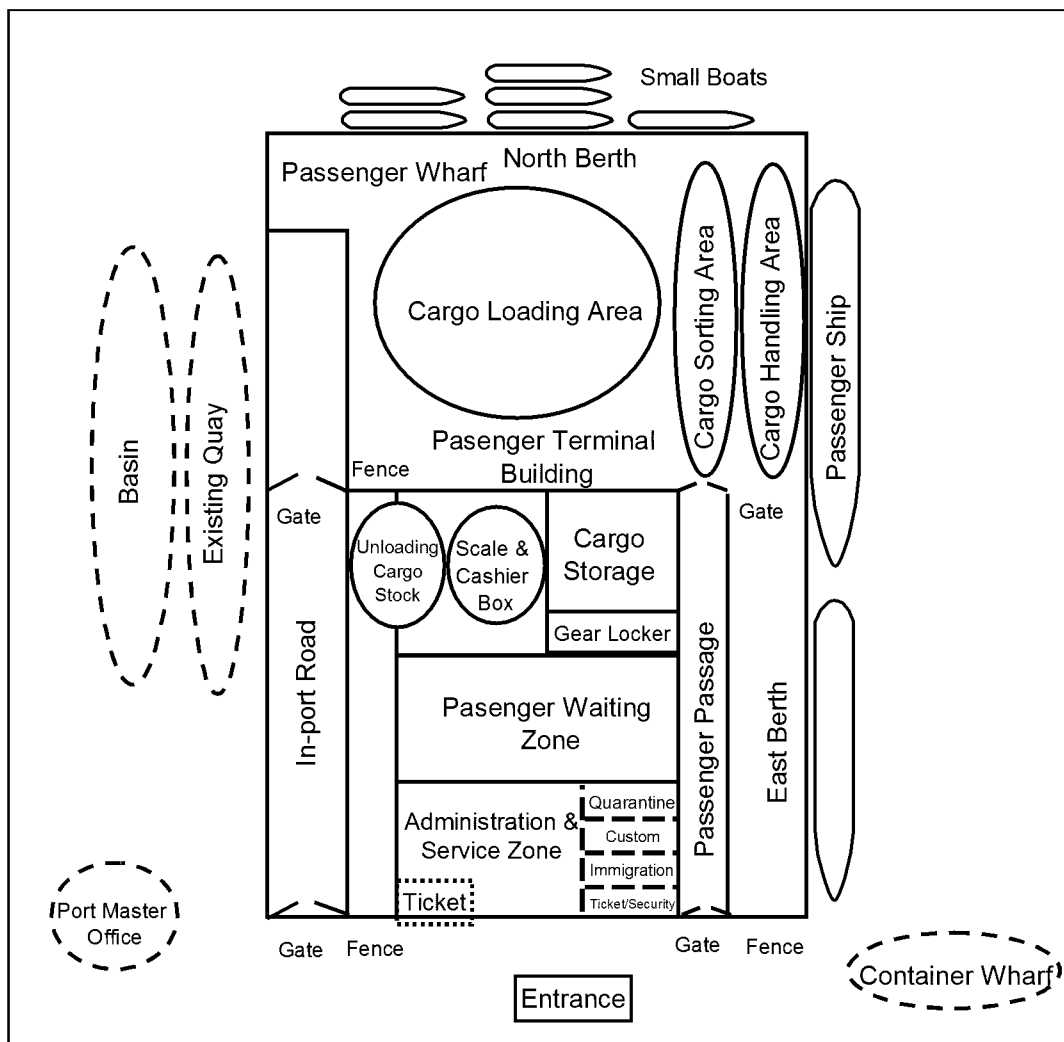 Small Boats
North Berth
Passenger Wharf
Cargo Loading Area
Cargo Sorting Area
Cargo Handling Area
Passenger Ship
Basin
Existing Quay
Pasenger Terminal
Building
Fence
Gate
Gate
Unloading
Cargo
Stock
Scale &
Cashier
Box
Cargo
Storage
Gear Locker
In-port Road
Pasenger Waiting
Zone
Passenger Passage
East Berth
Administration &
Service Zone
Quarantine
Custom
Immigration
Ticket/Security
Ticket
Port Master
Office
Gate
Fence
Gate
Fence
Container Wharf
Entrance